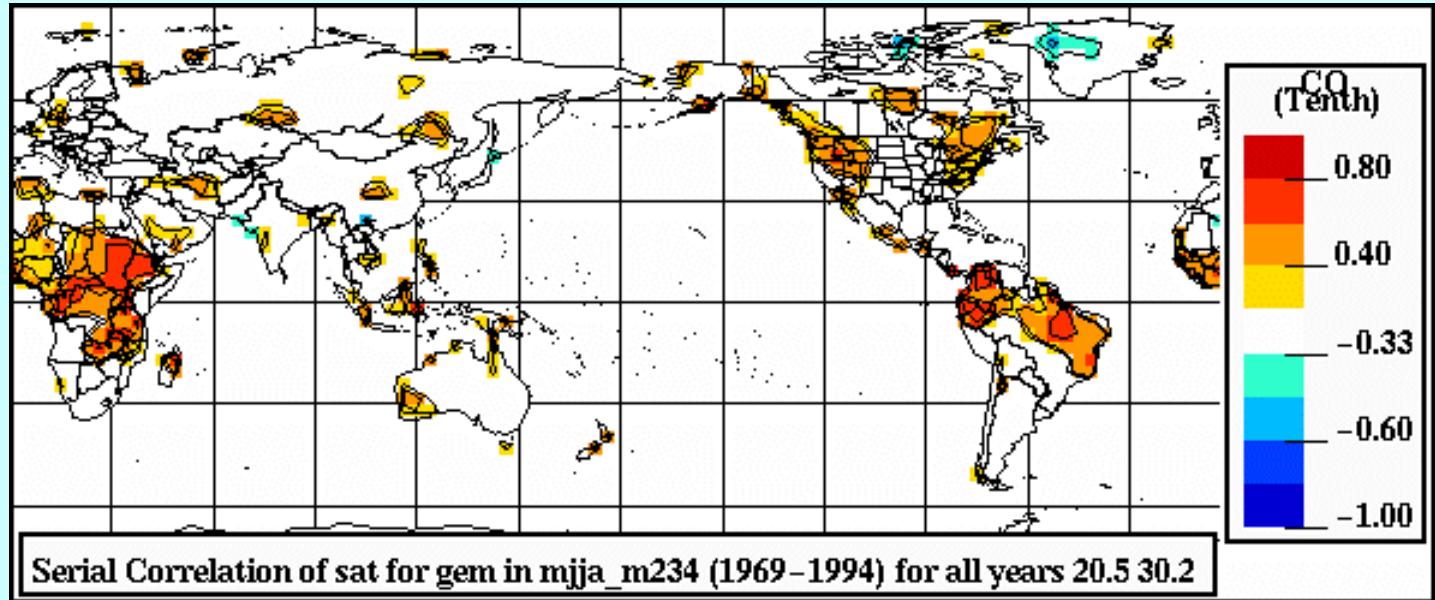 CO
(Tenth)
0.80
0.40
−0.33
−0.60
−1.00
Serial Correlation of sat for gem in mjja_m234 (1969−1994) for all years 20.5 30.2